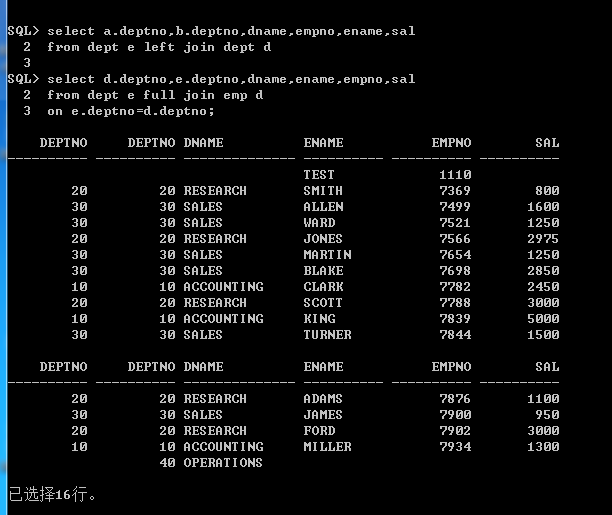 SQL> select a.deptno,b.deptno,dname,empno,ename,sal
  2  from dept e left join dept d
  3
SQL> select d.deptno,e.deptno,dname,ename,empno,sal
  2  from dept e full join emp d
  3  on e.deptno=d.deptno;

    DEPTNO     DEPTNO DNAME          ENAME           EMPNO        SAL
---------- ---------- -------------- ---------- ---------- ----------
                                     TEST             1110
        20         20 RESEARCH       SMITH            7369        800
        30         30 SALES          ALLEN            7499       1600
        30         30 SALES          WARD             7521       1250
        20         20 RESEARCH       JONES            7566       2975
        30         30 SALES          MARTIN           7654       1250
        30         30 SALES          BLAKE            7698       2850
        10         10 ACCOUNTING     CLARK            7782       2450
        20         20 RESEARCH       SCOTT            7788       3000
        10         10 ACCOUNTING     KING             7839       5000
        30         30 SALES          TURNER           7844       1500

    DEPTNO     DEPTNO DNAME          ENAME           EMPNO        SAL
---------- ---------- -------------- ---------- ---------- ----------
        20         20 RESEARCH       ADAMS            7876       1100
        30         30 SALES          JAMES            7900        950
        20         20 RESEARCH       FORD             7902       3000
        10         10 ACCOUNTING     MILLER           7934       1300
                   40 OPERATIONS

已选择16行。